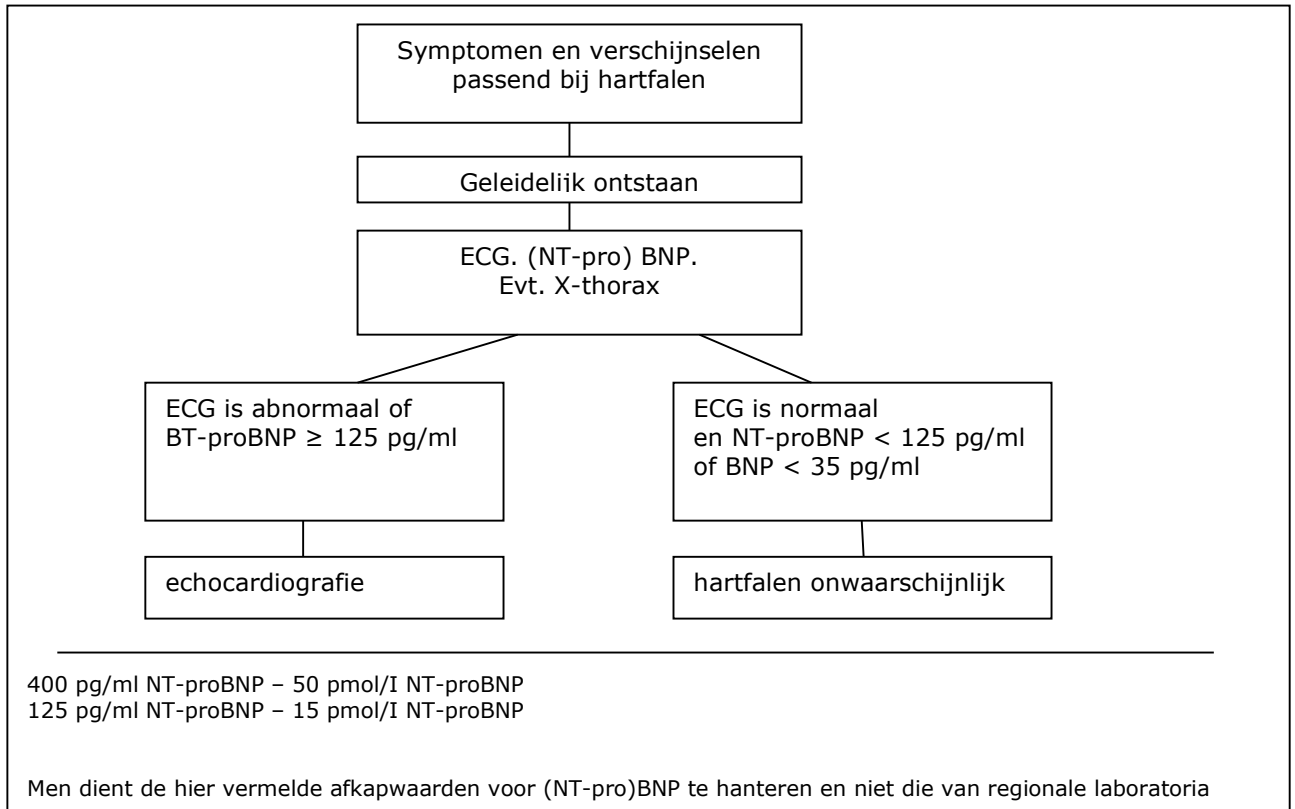 Symptomen en verschijnselen
passend bij hartfalen
Geleidelijk ontstaan
ECG. (NT-pro) BNP.
Evt. X-thorax
ECG is abnormaal of
BT-proBNP ≥ 125 pg/ml
ECG is normaal
en NT-proBNP < 125 pg/ml
of BNP < 35 pg/ml
echocardiografie
hartfalen onwaarschijnlijk
400 pg/ml NT-proBNP – 50 pmol/I NT-proBNP
125 pg/ml NT-proBNP – 15 pmol/I NT-proBNP
Men dient de hier vermelde afkapwaarden voor (NT-pro)BNP te hanteren en niet die van regionale laboratoria